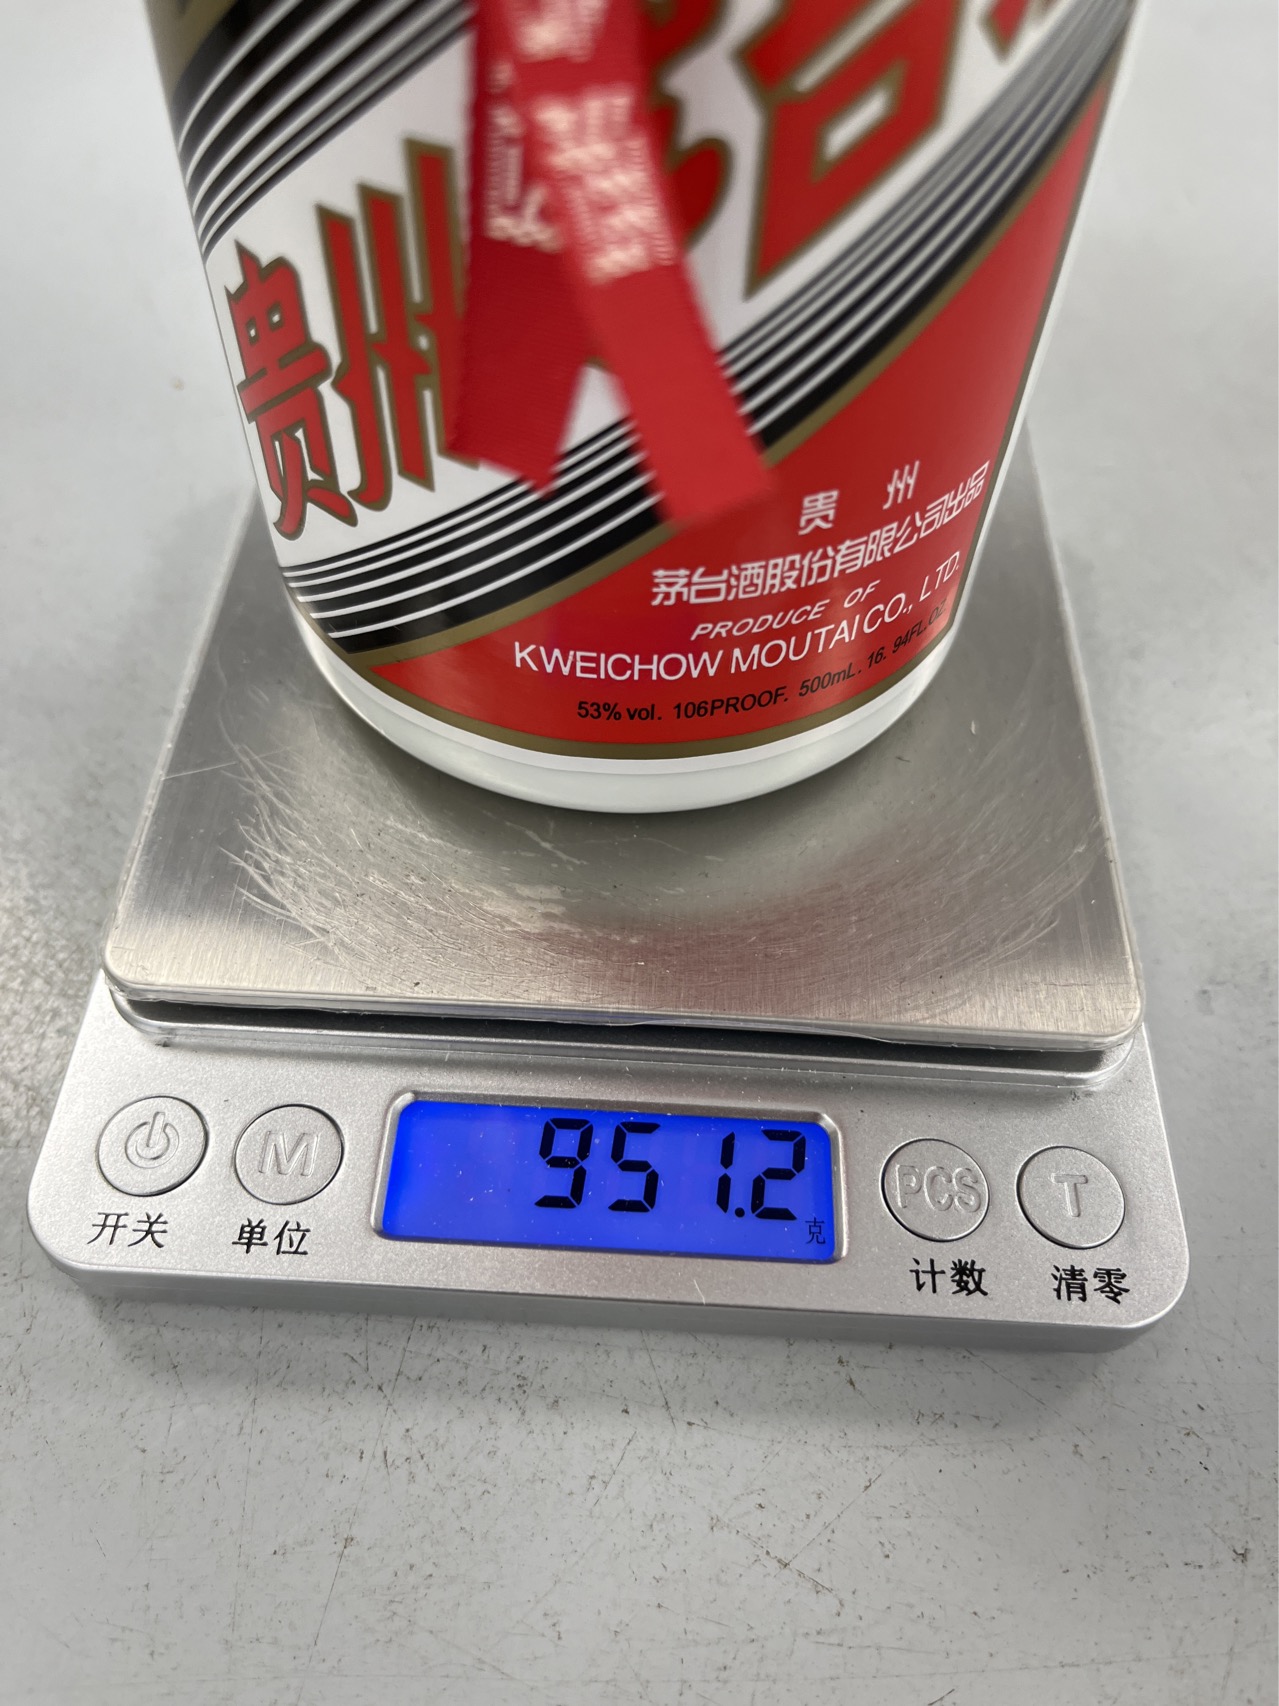 贵州
台
贵 州
茅台酒股份有限公司出品
PRODUCE OF
KWEICHOW MOUTAI CO., LTD.
53% vol. 106PROOF. 500mL. 16.94FL.OZ.
951.2
克
M
PCS
T
开关
单位
计数
清零